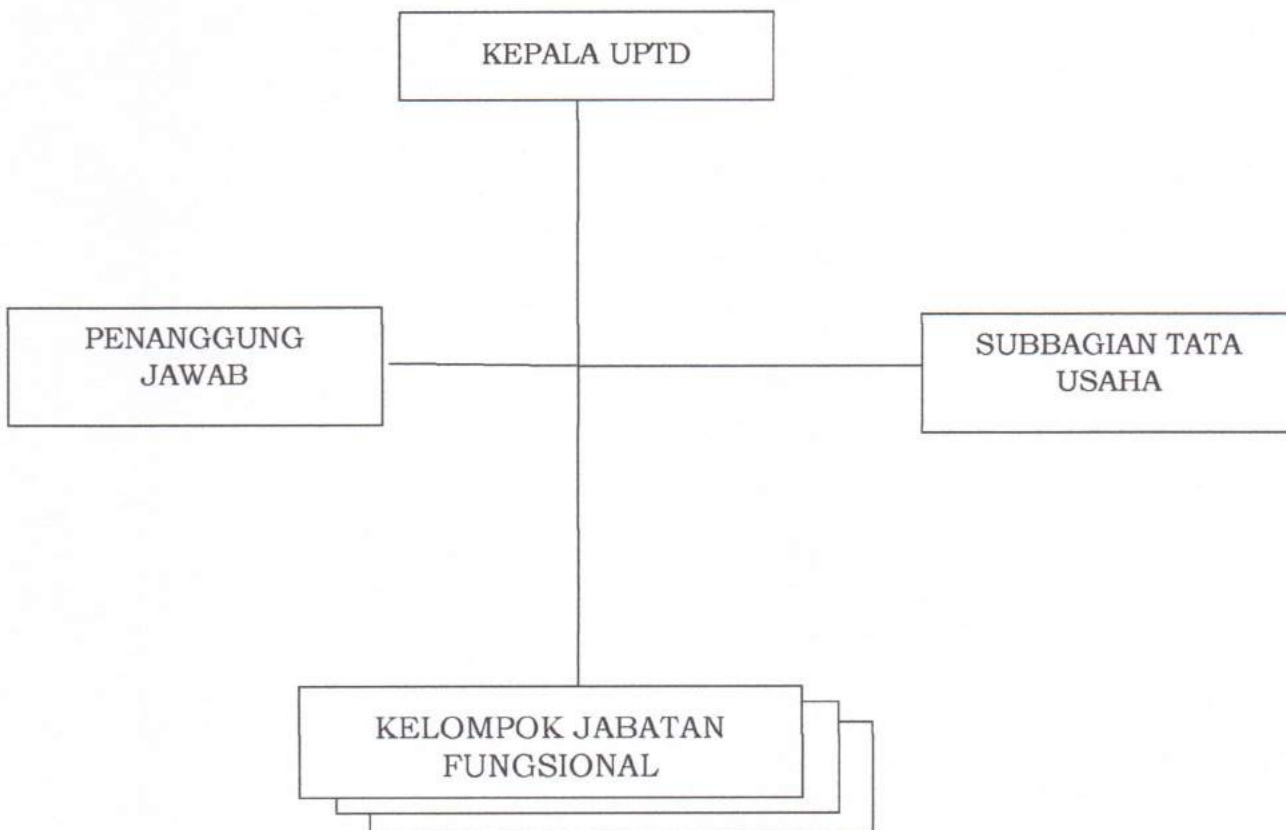 KEPALA UPTD
PENANGGUNG
JAWAB
SUBBAGIAN TATA
USAHA
KELOMPOK JABATAN
FUNGSIONAL